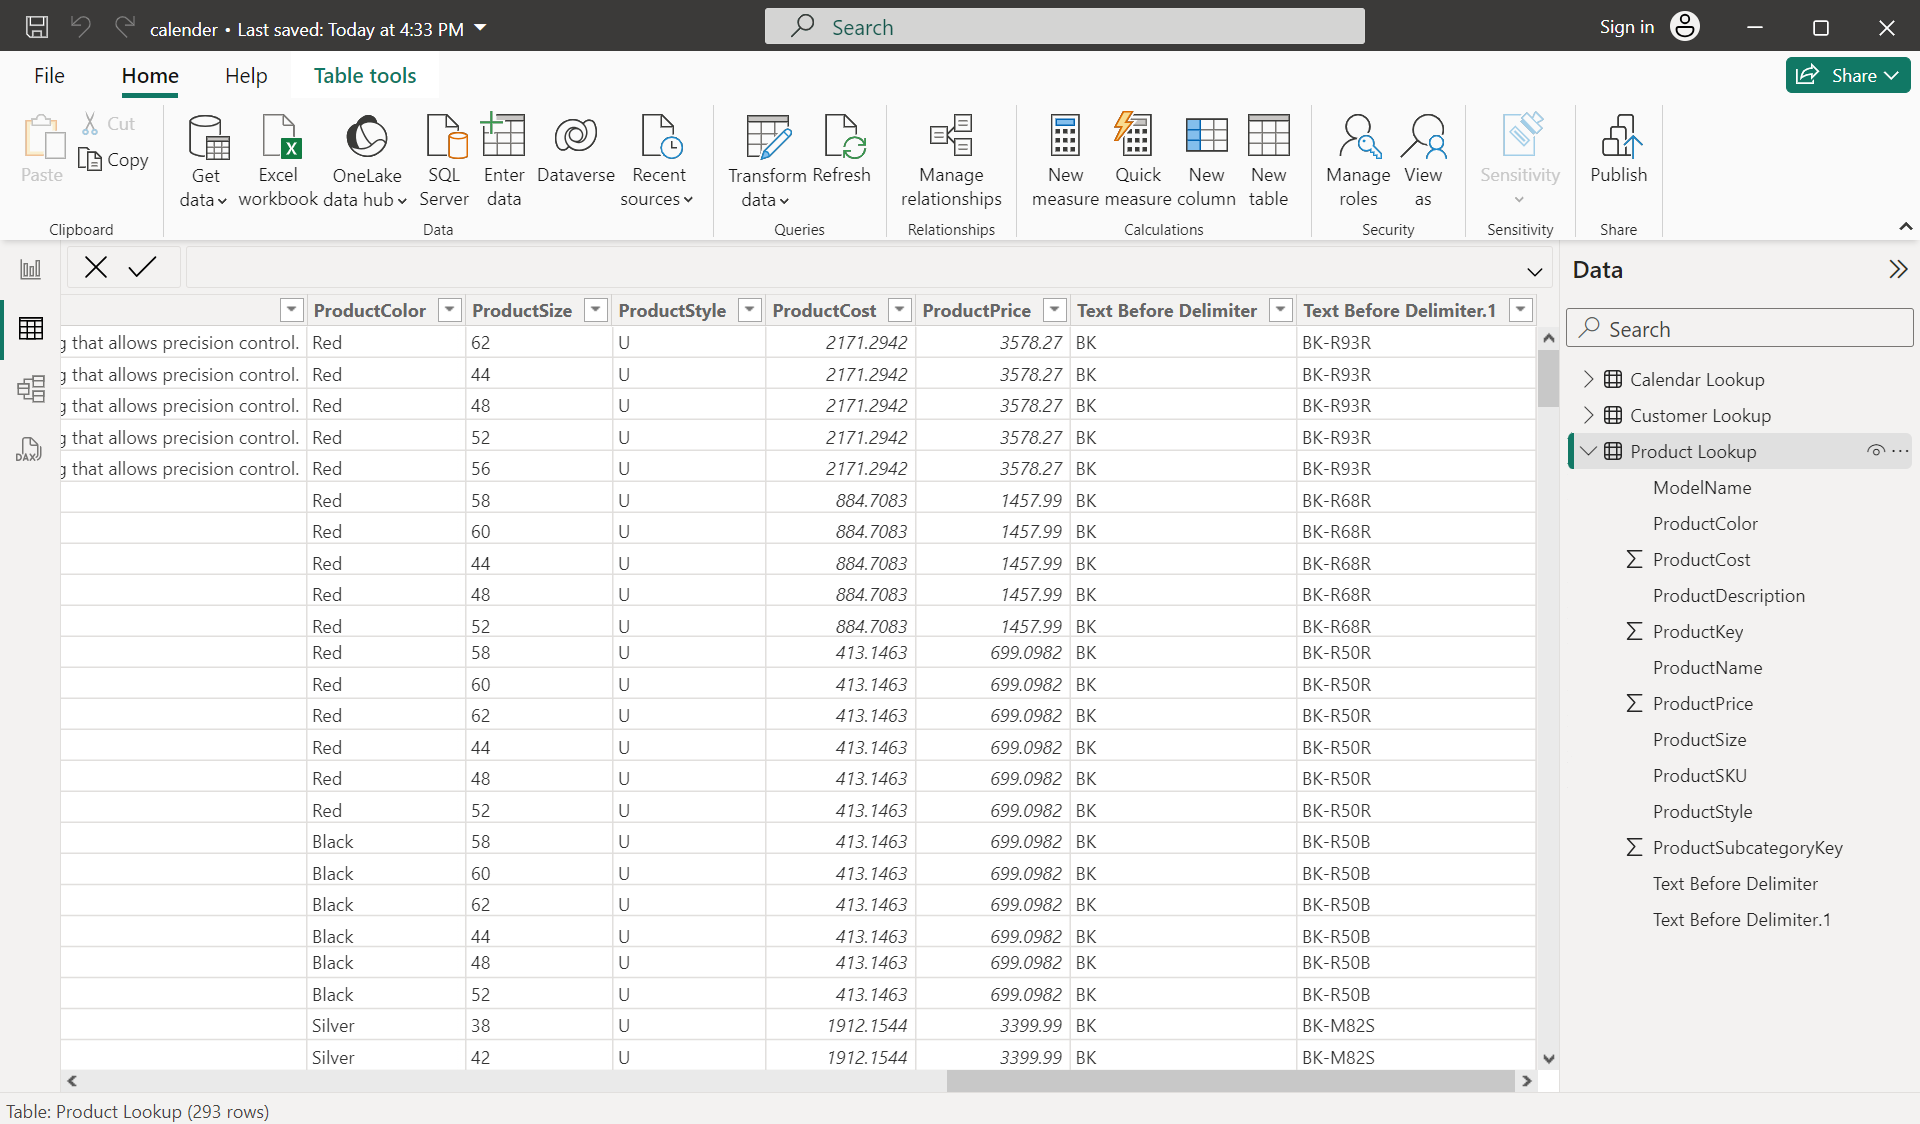 calender • Last saved: Today at 4:33 PM
Search
Sign in
File Home Help Table tools
Share
Paste
Cut
Copy
Get data
Excel workbook
OneLake data hub
SQL Server
Enter data
Dataverse
Recent sources
Transform data
Refresh
Manage relationships
New measure
Quick measure
New column
New table
Manage roles
View as
Sensitivity
Publish
Clipboard Data Queries Relationships Calculations Security Sensitivity Share
DAX
ProductColor ProductSize ProductStyle ProductCost ProductPrice Text Before Delimiter Text Before Delimiter.1
g that allows precision control. Red 62 U 2171.2942 3578.27 BK BK-R93R
g that allows precision control. Red 44 U 2171.2942 3578.27 BK BK-R93R
g that allows precision control. Red 48 U 2171.2942 3578.27 BK BK-R93R
g that allows precision control. Red 52 U 2171.2942 3578.27 BK BK-R93R
g that allows precision control. Red 56 U 2171.2942 3578.27 BK BK-R93R
Red 58 U 884.7083 1457.99 BK BK-R68R
Red 60 U 884.7083 1457.99 BK BK-R68R
Red 44 U 884.7083 1457.99 BK BK-R68R
Red 48 U 884.7083 1457.99 BK BK-R68R
Red 52 U 884.7083 1457.99 BK BK-R68R
Red 58 U 413.1463 699.0982 BK BK-R50R
Red 60 U 413.1463 699.0982 BK BK-R50R
Red 62 U 413.1463 699.0982 BK BK-R50R
Red 44 U 413.1463 699.0982 BK BK-R50R
Red 48 U 413.1463 699.0982 BK BK-R50R
Red 52 U 413.1463 699.0982 BK BK-R50R
Black 58 U 413.1463 699.0982 BK BK-R50B
Black 60 U 413.1463 699.0982 BK BK-R50B
Black 62 U 413.1463 699.0982 BK BK-R50B
Black 44 U 413.1463 699.0982 BK BK-R50B
Black 48 U 413.1463 699.0982 BK BK-R50B
Black 52 U 413.1463 699.0982 BK BK-R50B
Silver 38 U 1912.1544 3399.99 BK BK-M82S
Silver 42 U 1912.1544 3399.99 BK BK-M82S
Data
Search
Calendar Lookup
Customer Lookup
Product Lookup
ModelName
ProductColor
∑ ProductCost
ProductDescription
∑ ProductKey
ProductName
∑ ProductPrice
ProductSize
ProductSKU
ProductStyle
∑ ProductSubcategoryKey
Text Before Delimiter
Text Before Delimiter.1
Table: Product Lookup (293 rows)